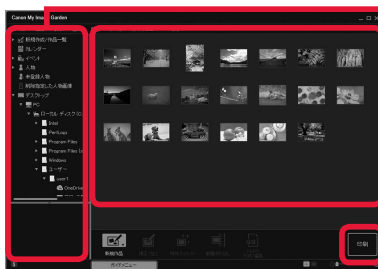 Canon My Image Garden
新規作成/作品一覧
カレンダー
イベント
人物
未登録人物
解析指定した人物画像
デスクトップ
PC
ローカル ディスク (C:
Intel
PerfLogs
Program Files
Program Files (x
Windows
ユーザー
user1
OneDrive
新規作品
印刷
ガイドメニュー